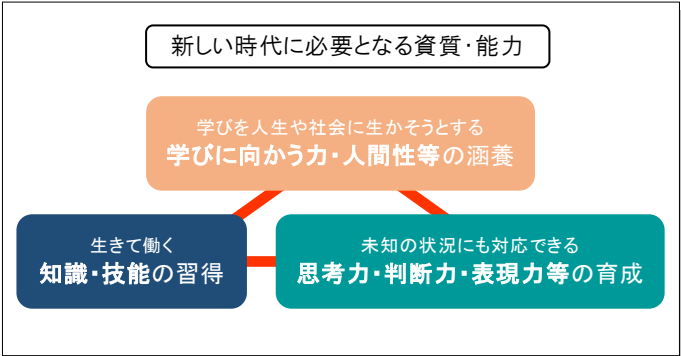 新しい時代に必要となる資質・能力
学びを人生や社会に生かそうとする
学びに向かう力・人間性等の涵養
生きて働く
知識・技能の習得
未知の状況にも対応できる
思考力・判断力・表現力等の育成